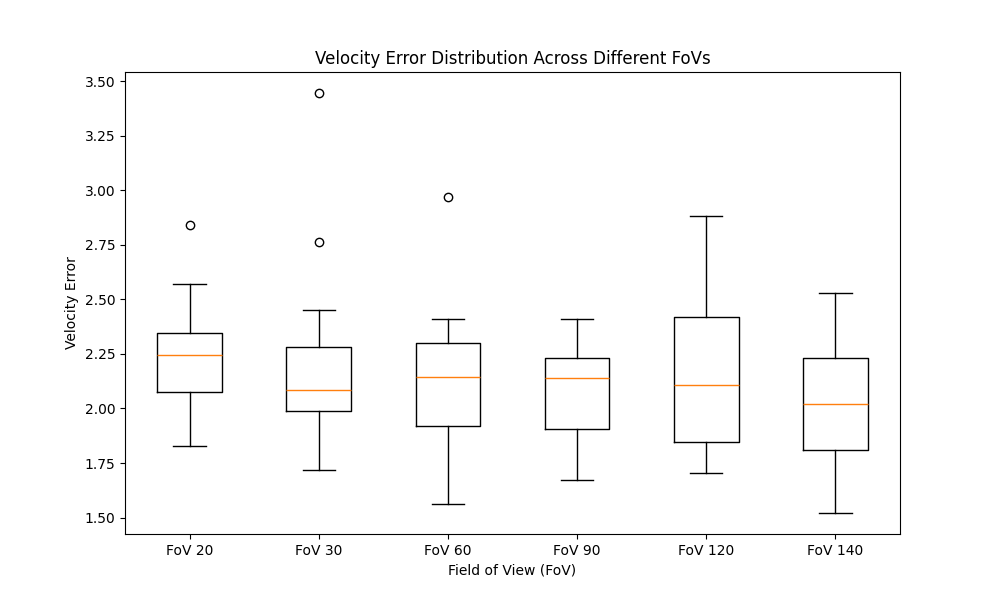 Velocity Error Distribution Across Different FoVs
Velocity Error
3.50
3.25
3.00
2.75
2.50
2.25
2.00
1.75
1.50
FoV 20 FoV 30 FoV 60 FoV 90 FoV 120 FoV 140
Field of View (FoV)